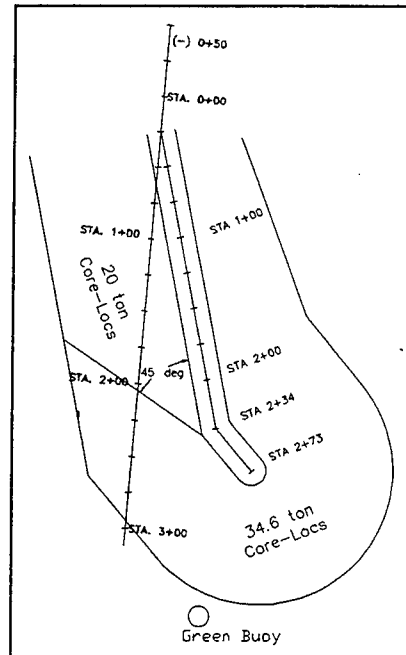 (-) 0+50
STA. 0+00
STA. 1+00
STA 1+00
20 ton
Core-Locs
STA. 2+00
45 deg
STA 2+00
STA 2+34
STA 2+73
34.6 ton
Core-Locs
STA. 3+00
Green Buoy